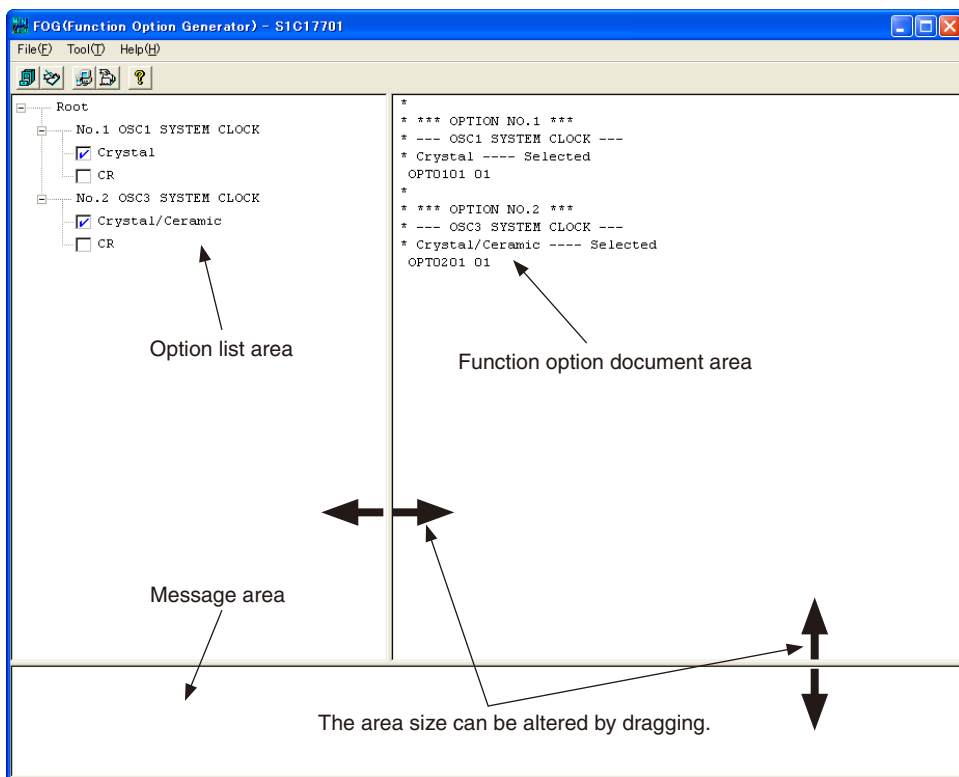 FOG(Function Option Generator) - S1C17701
File(F) Tool(T) Help(H)
Root
No.1 OSC1 SYSTEM CLOCK
Crystal
CR
No.2 OSC3 SYSTEM CLOCK
Crystal/Ceramic
CR
*
* *** OPTION NO.1 ***
* --- OSC1 SYSTEM CLOCK ---
* Crystal ---- Selected
OPT0101 01
*
* *** OPTION NO.2 ***
* --- OSC3 SYSTEM CLOCK ---
* Crystal/Ceramic ---- Selected
OPT0201 01
Option list area
Function option document area
Message area
The area size can be altered by dragging.